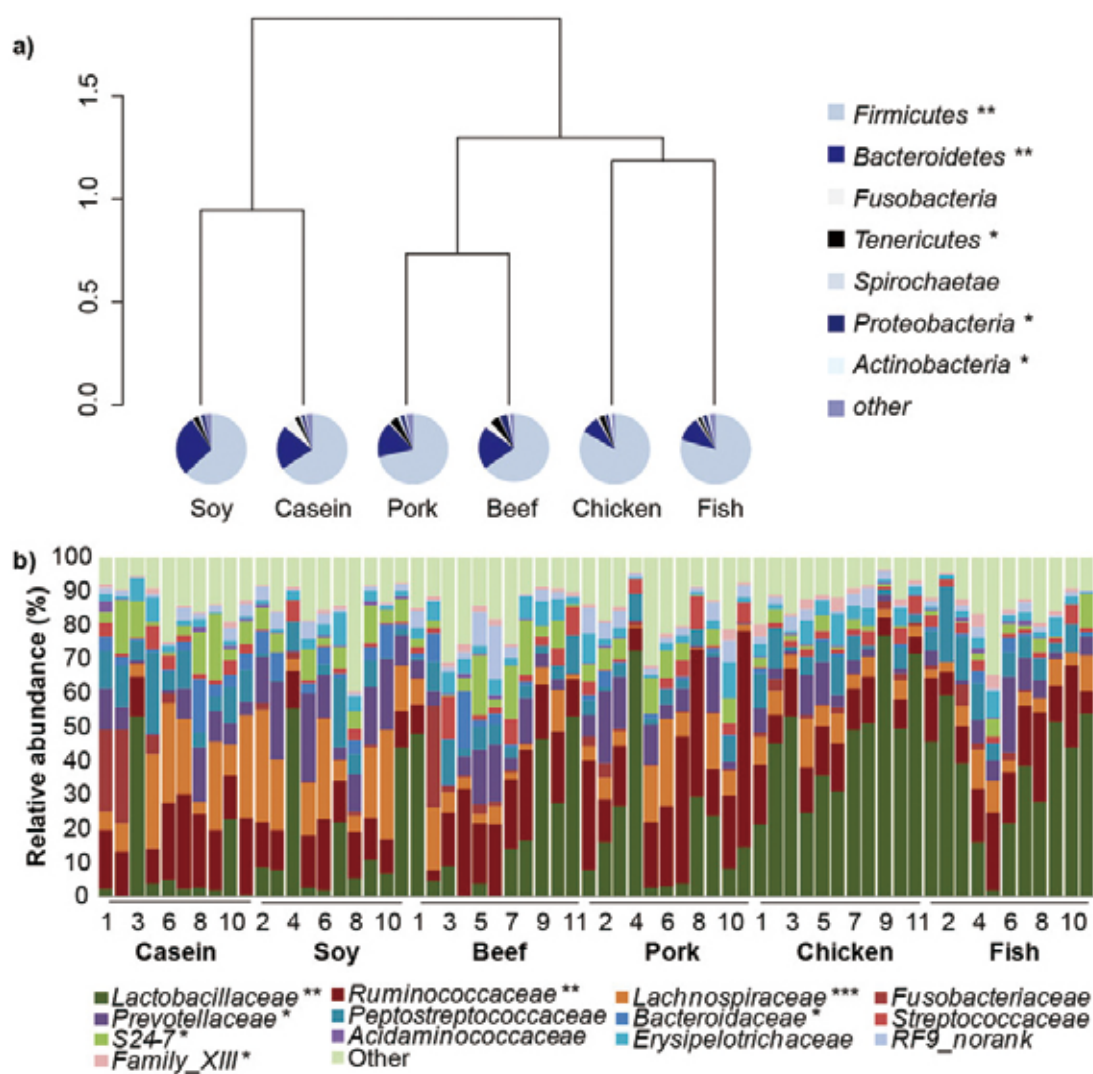 a)
1.5
1.0
0.5
0.0
Firmicutes **
Bacteroidetes **
Fusobacteria
Tenericutes *
Spirochaetae
Proteobacteria *
Actinobacteria *
other
Soy Casein Pork Beef Chicken Fish
b)
Relative abundance (%)
100
90
80
70
60
50
40
30
20
10
0
1 3 6 8 10 2 4 6 8 10 1 3 5 7 9 11 2 4 6 8 10 1 3 5 7 9 11 2 4 6 8 10
Casein Soy Beef Pork Chicken Fish
Lactobacillaceae ** Ruminococcaceae ** Lachnospiraceae *** Fusobacteriaceae
Prevotellaceae * Peptostreptococcaceae Bacteroidaceae * Streptococcaceae
S24-7 * Acidaminococcaceae Erysipelotrichaceae RF9_norank
Family_XIII * Other